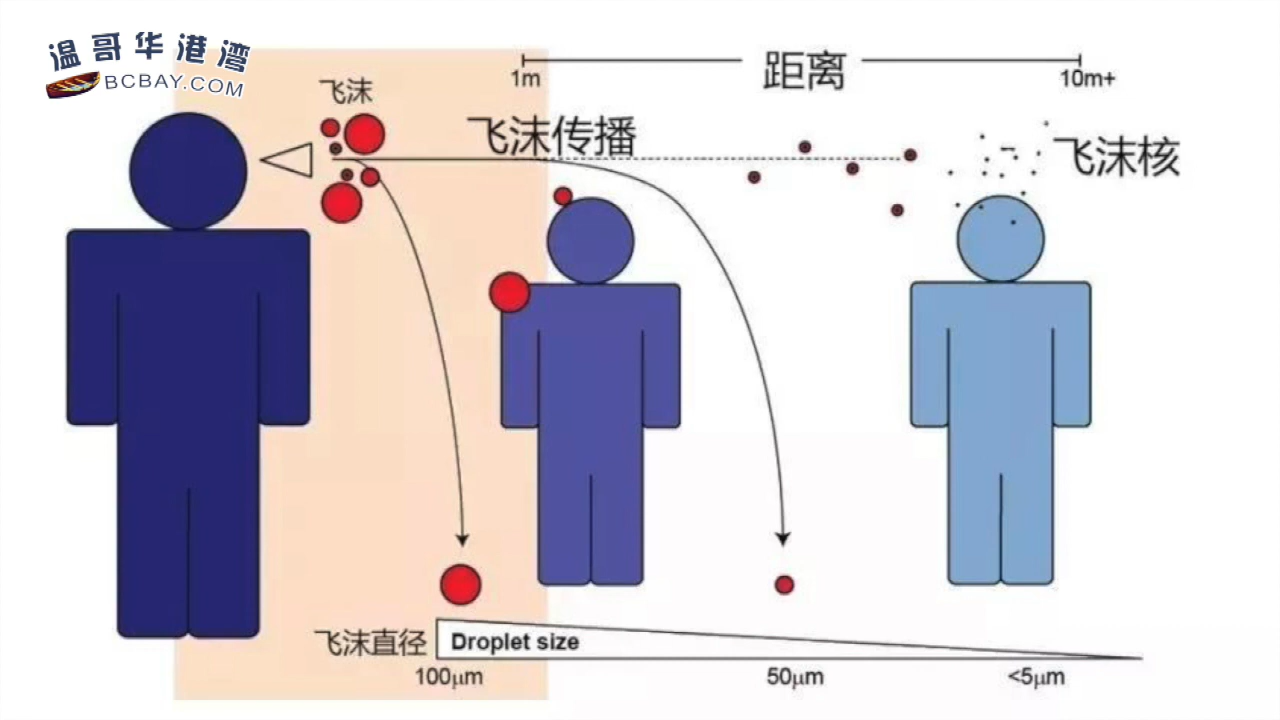 温哥华港湾
BCBAY.COM
飞沫
1m
距离
10m+
飞沫传播
飞沫核
飞沫直径
Droplet size
100μm
50μm
<5μm